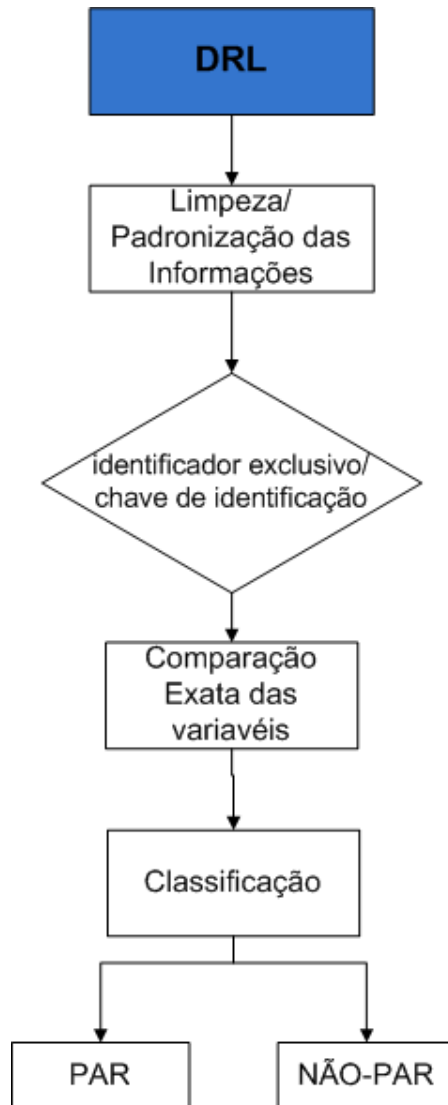 DRL
Limpeza/
Padronização das
Informações
identificador exclusivo/
chave de identificação
Comparação
Exata das
variavéis
Classificação
PAR
NÃO-PAR